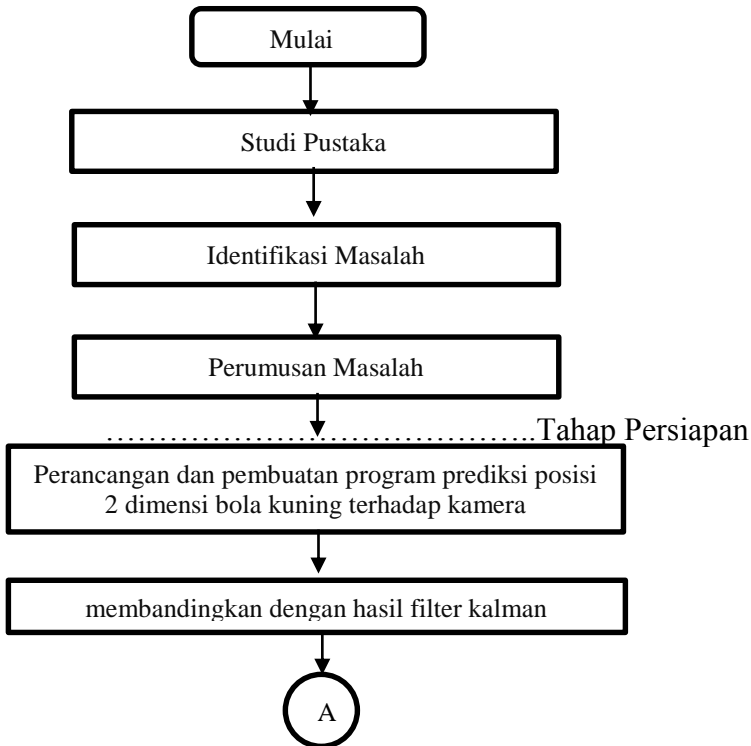 Mulai
Studi Pustaka
Identifikasi Masalah
Perumusan Masalah
……………………………………..Tahap Persiapan
Perancangan dan pembuatan program prediksi posisi
2 dimensi bola kuning terhadap kamera
membandingkan dengan hasil filter kalman
A